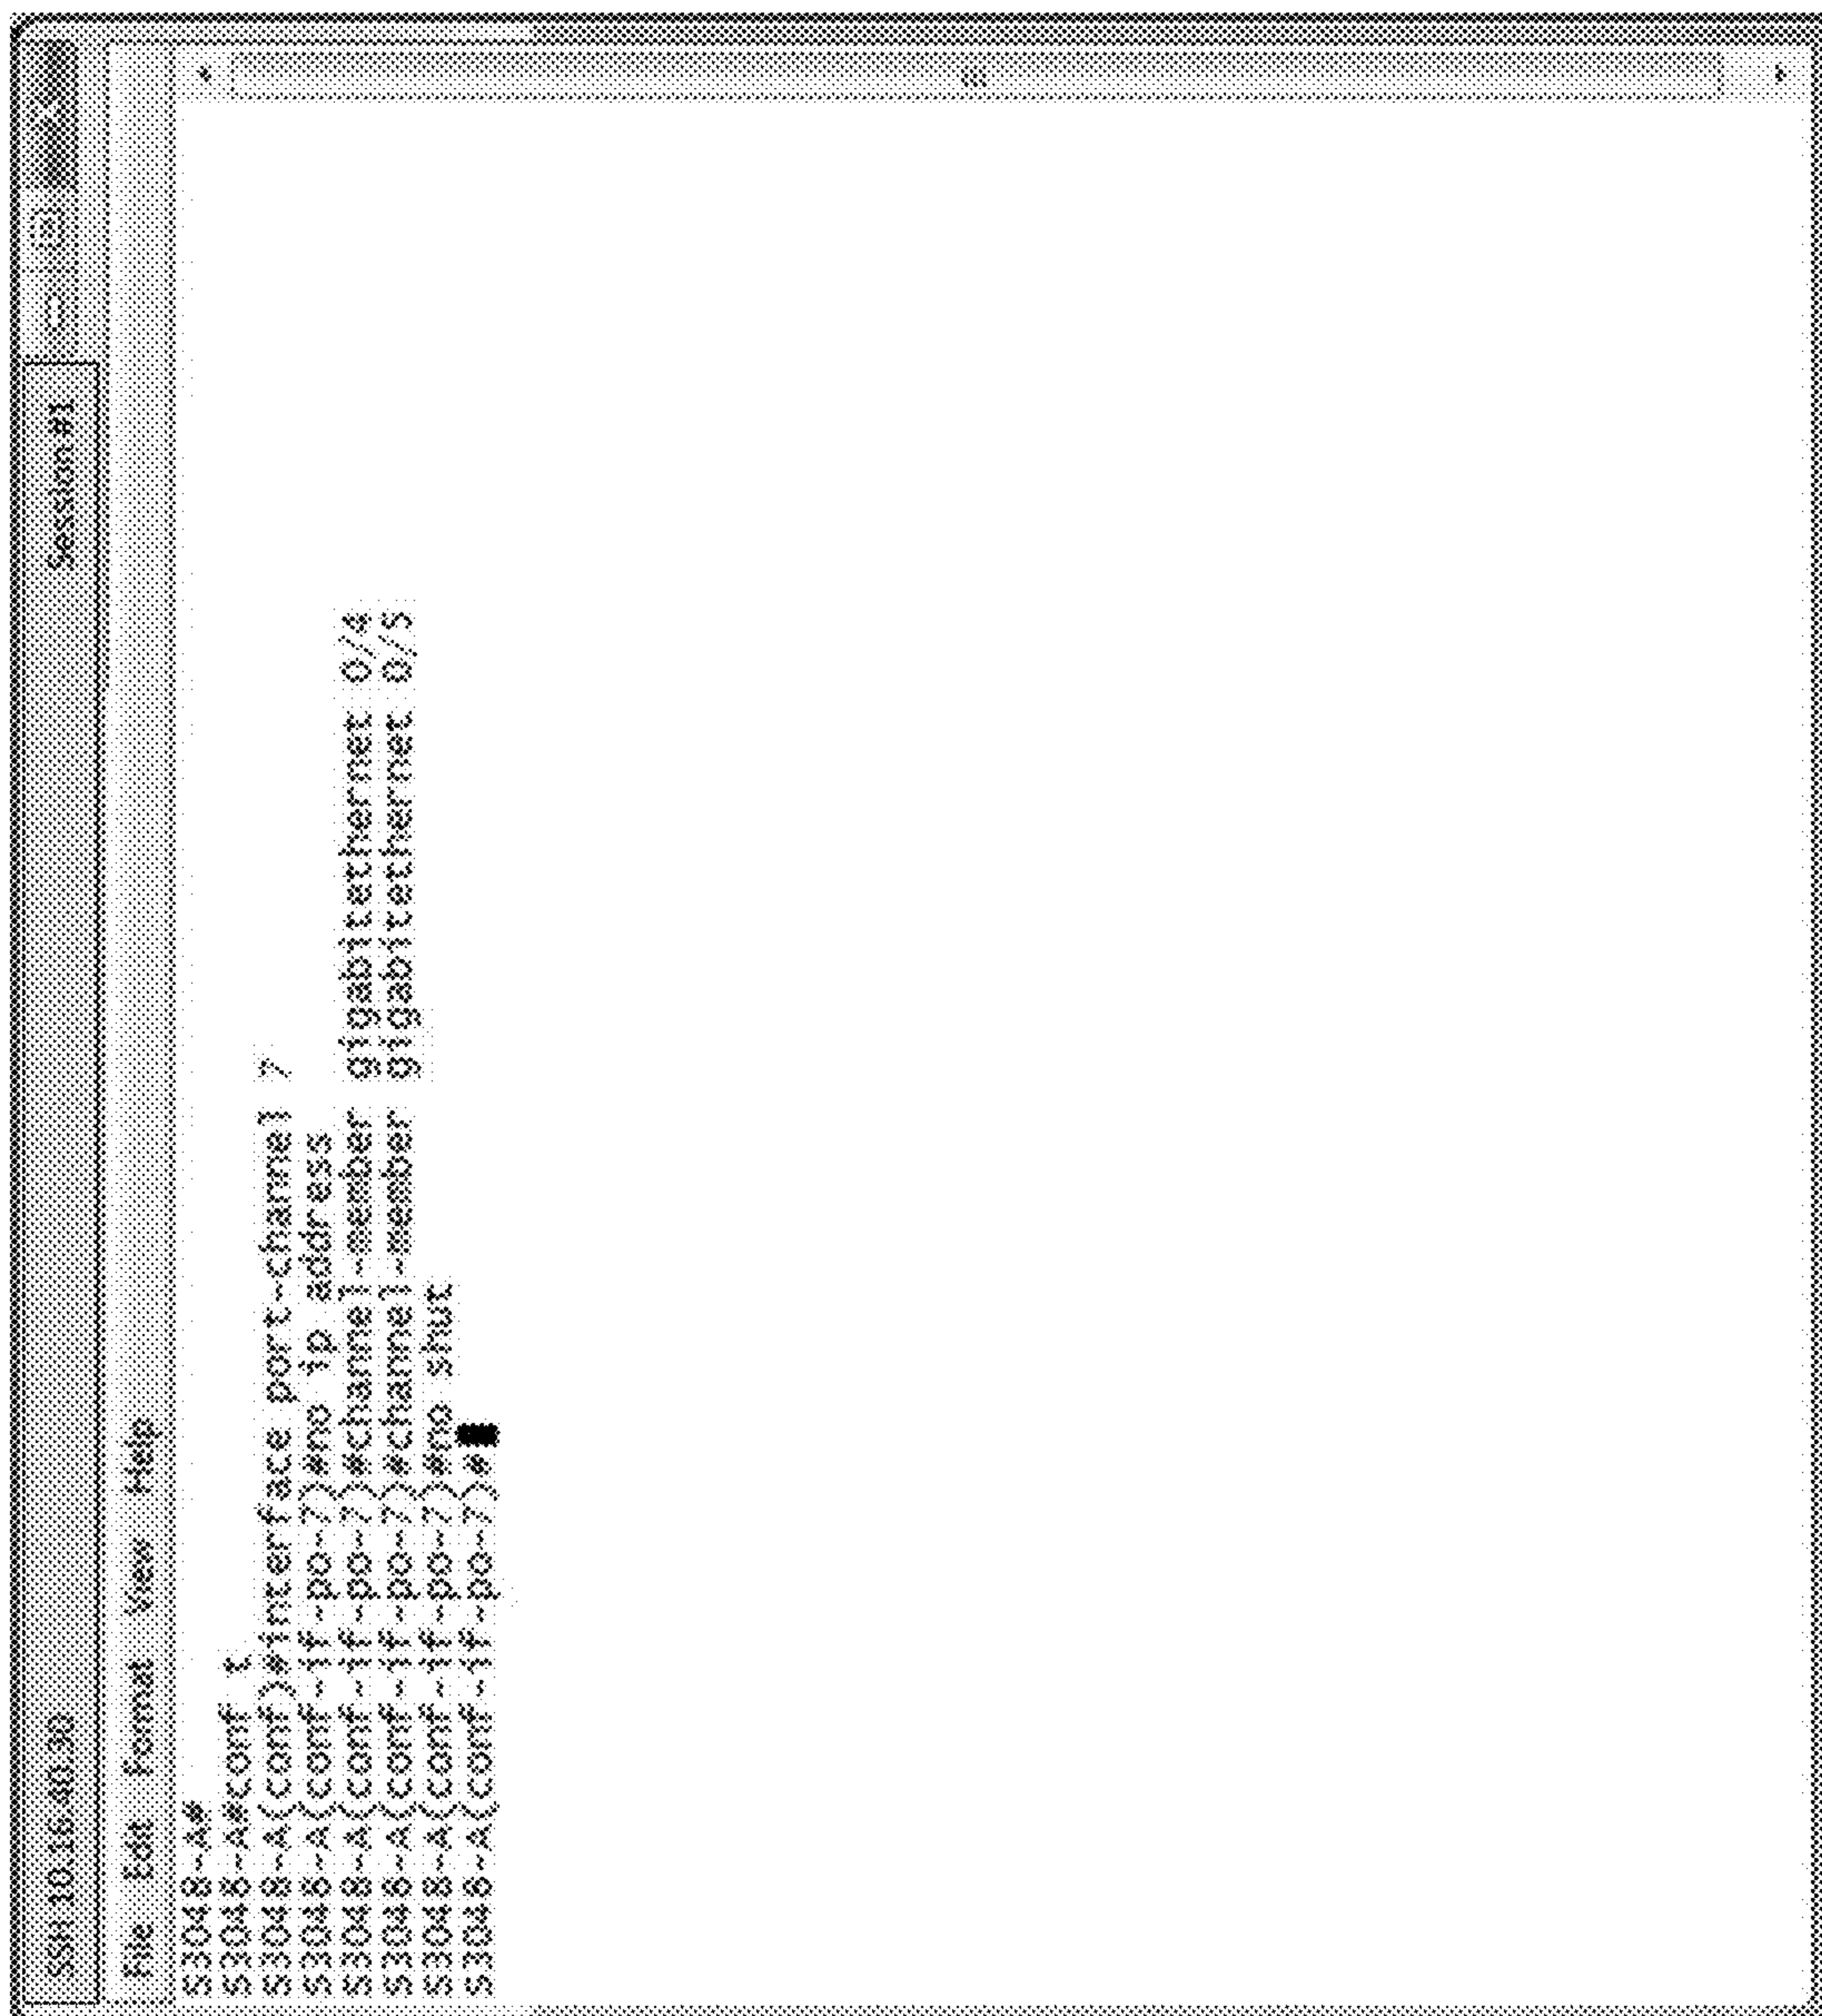 SSH 10.16.40.30 Session #1
File Edit Format View Help
S3048-A#
S3048-A#conf t
S3048-A(conf)#interface port-channel 7
S3048-A(conf-if-po-7)#no ip address
S3048-A(conf-if-po-7)#channel-member gigabitethernet 0/4
S3048-A(conf-if-po-7)#channel-member gigabitethernet 0/5
S3048-A(conf-if-po-7)#no shut
S3048-A(conf-if-po-7)#